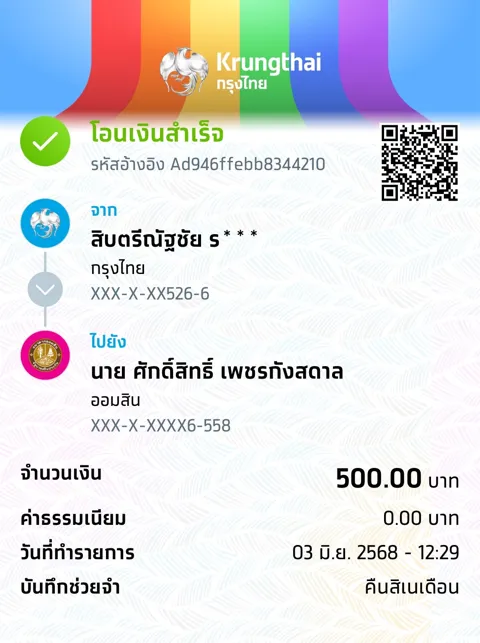 Krungthai
กรุงไทย
โอนเงินสำเร็จ
รหัสอ้างอิง Ad946ffebb8344210
จาก
สิบตรีณัฐชัย ร***
กรุงไทย
XXX-X-XX526-6
ไปยัง
นาย ศักดิ์สิทธิ์ เพชรกังสดาล
ออมสิน
XXX-X-XXXX6-558
จำนวนเงิน 500.00 บาท
ค่าธรรมเนียม 0.00 บาท
วันที่ทำรายการ 03 มิ.ย. 2568 - 12:29
บันทึกช่วยจำ คืนสิเนเดือน